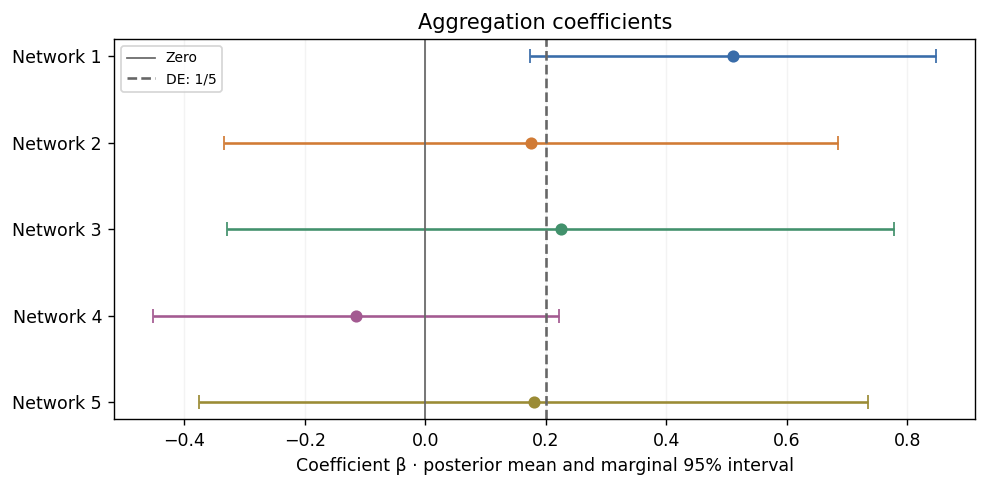 Aggregation coefficients
Zero
DE: 1/5
Network 1
Network 2
Network 3
Network 4
Network 5
−0.4 −0.2 0.0 0.2 0.4 0.6 0.8
Coefficient β · posterior mean and marginal 95% interval